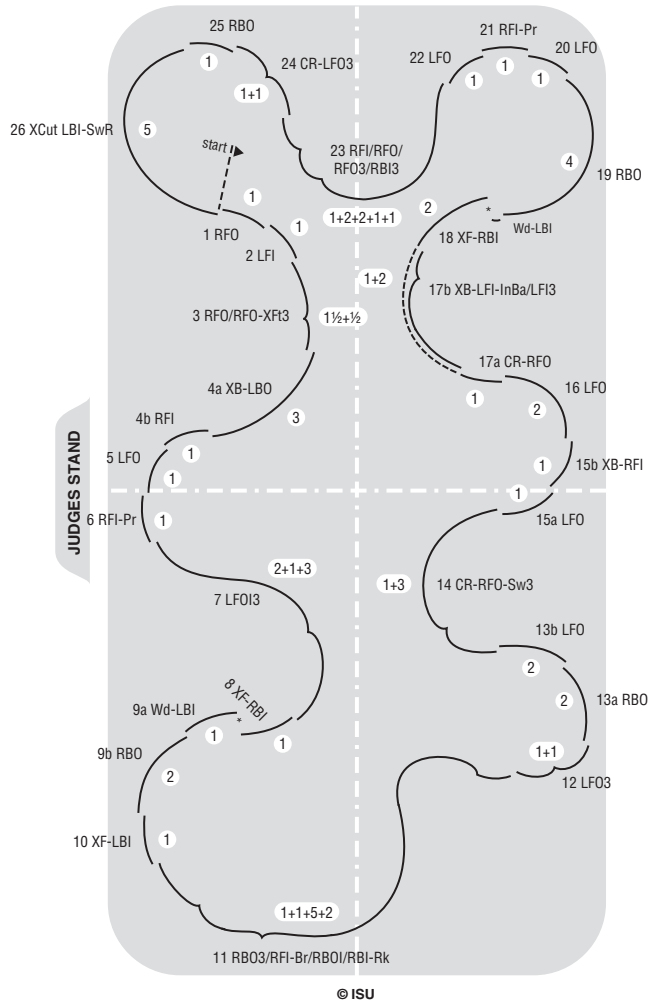 25 RBO
1
24 CR-LFO3
1+1
26 XCut LBI-SwR
5
start
1
1 RFO
1
2 LFI
3 RFO/RFO-XFt3
1½+½
4a XB-LBO
3
4b RFI
1
5 LFO
1
JUDGES STAND
6 RFI-Pr
1
2+1+3
7 LFOI3
8 XF-RBI
*
1
9a Wd-LBI
1
9b RBO
2
10 XF-LBI
1
1+1+5+2
11 RBO3/RFI-Br/RBOI/RBI-Rk
12 LFO3
1+1
13a RBO
2
13b LFO
2
14 CR-RFO-Sw3
1+3
15a LFO
1
15b XB-RFI
1
16 LFO
2
17a CR-RFO
1
17b XB-LFI-InBa/LFI3
1+2
18 XF-RBI
2
*
Wd-LBI
19 RBO
4
20 LFO
1
21 RFI-Pr
1
22 LFO
1
23 RFI/RFO/
RFO3/RBI3
1+2+2+1+1
© ISU